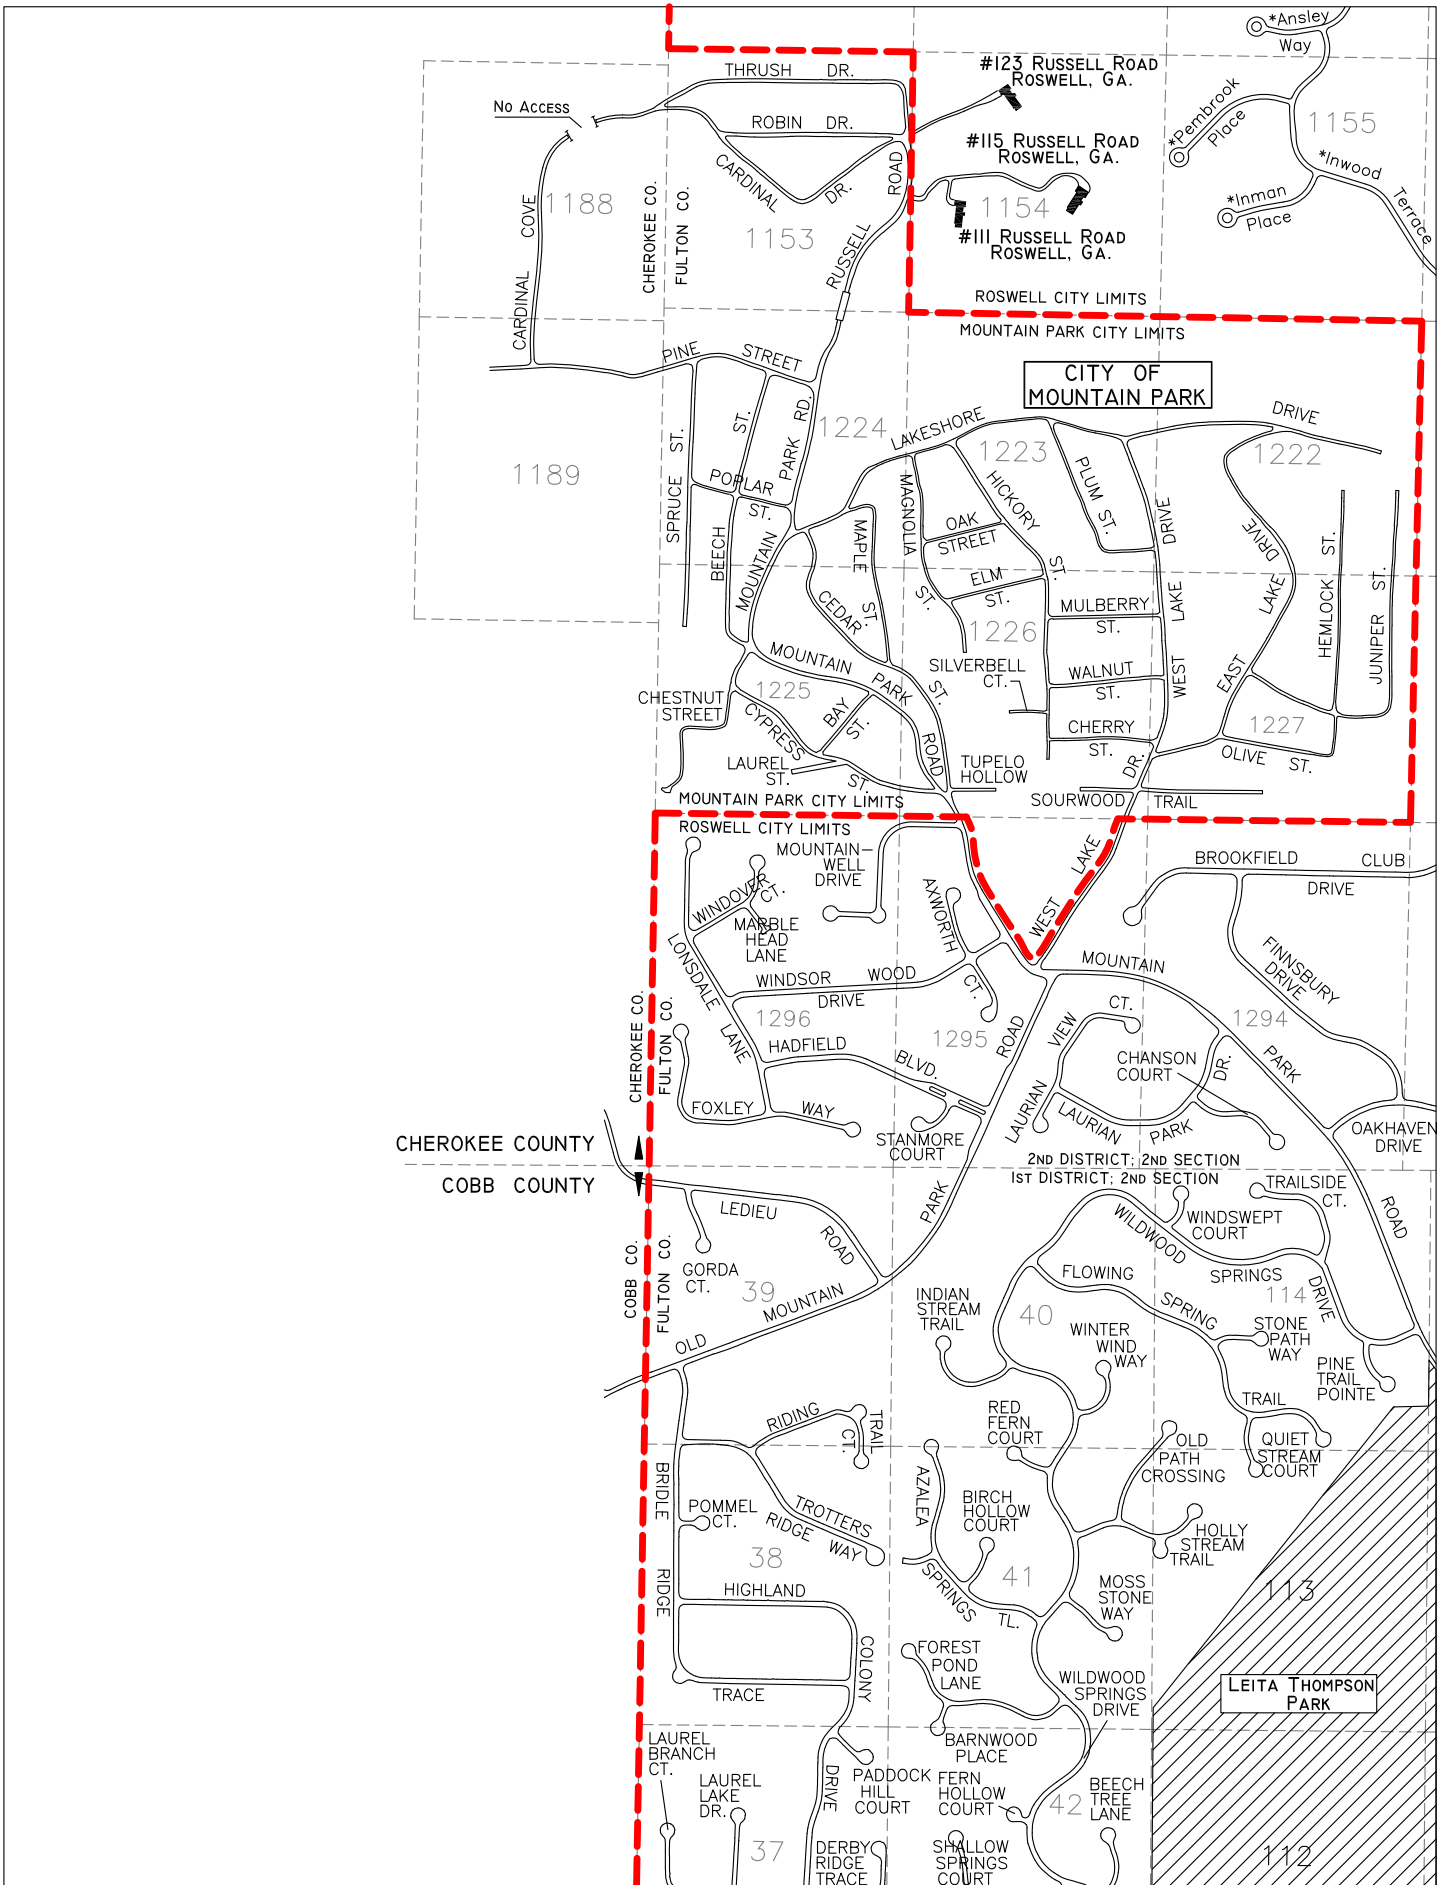 *Ansley
Way
THRUSH DR.
#123 RUSSELL ROAD
ROSWELL, GA.
No ACCESS
ROBIN DR.
*Pembrook
Place
1155
#115 RUSSELL ROAD
ROSWELL, GA.
*Inwood
Terrace
CARDINAL DR.
ROAD
1188
CHEROKEE CO.
FULTON CO.
1154
*Inman
Place
CARDINAL COVE
1153
RUSSELL
#111 RUSSELL ROAD
ROSWELL, GA.
ROSWELL CITY LIMITS
MOUNTAIN PARK CITY LIMITS
PINE STREET
CITY OF
MOUNTAIN PARK
1224
LAKESHORE
DRIVE
1223
1222
1189
SPRUCE ST.
ST.
BEECH
POPLAR
ST.
MOUNTAIN
PARK RD.
MAGNOLIA
ST.
HICKORY
ST.
PLUM ST.
OAK
STREET
MAPLE
ST.
DRIVE
LAKE
WEST
DRIVE
LAKE
EAST
HEMLOCK ST.
JUNIPER ST.
ELM
ST.
CEDAR
ST.
MULBERRY
ST.
1226
MOUNTAIN
PARK
ROAD
SILVERBELL
CT.
WALNUT
ST.
1225
CHESTNUT
STREET
CYPRESS
ST.
BAY
ST.
CHERRY
ST.
1227
OLIVE ST.
LAUREL
ST.
TUPELO
HOLLOW
DR.
SOURWOOD TRAIL
MOUNTAIN PARK CITY LIMITS
ROSWELL CITY LIMITS
MOUNTAIN-
WELL
DRIVE
WEST LAKE
BROOKFIELD CLUB
DRIVE
WINDOVER
CT.
MARBLE
HEAD
LANE
AXWORTH
CT.
LONSDALE
LANE
MOUNTAIN
FINNSBURY
DRIVE
WINDSOR WOOD
DRIVE
CHEROKEE CO.
FULTON CO.
1296
1295
1294
HADFIELD
BLVD.
ROAD
VIEW
CT.
LAURIAN
CHANSON
COURT
DR.
PARK
FOXLEY WAY
STANMORE
COURT
LAURIAN
PARK
OAKHAVEN
DRIVE
CHEROKEE COUNTY
COBB COUNTY
2ND DISTRICT; 2ND SECTION
1ST DISTRICT; 2ND SECTION
TRAILSIDE
CT.
ROAD
LEDIEU
ROAD
PARK
WINDSWEPT
COURT
WILDWOOD
SPRINGS
DRIVE
COBB CO.
FULTON CO.
GORDA
CT.
39
MOUNTAIN
OLD
FLOWING
SPRING
TRAIL
114
INDIAN
STREAM
TRAIL
40
WINTER
WIND
WAY
STONE
PATH
WAY
PINE
TRAIL
POINTE
RIDING
TRAIL
CT.
RED
FERN
COURT
OLD
PATH
CROSSING
QUIET
STREAM
COURT
BRIDLE
RIDGE
POMMEL
CT.
TROTTERS
RIDGE WAY
AZALEA
SPRINGS
TL.
BIRCH
HOLLOW
COURT
HOLLY
STREAM
TRAIL
38
41
113
HIGHLAND
COLONY
DRIVE
MOSS
STONE
WAY
FOREST
POND
LANE
WILDWOOD
SPRINGS
DRIVE
LEITA THOMPSON
PARK
TRACE
LAUREL
BRANCH
CT.
BARNWOOD
PLACE
LAUREL
LAKE
DR.
PADDOCK
HILL
COURT
FERN
HOLLOW
COURT
42
BEECH
TREE
LANE
37
DERBY
RIDGE
TRACE
SHALLOW
SPRINGS
COURT
112